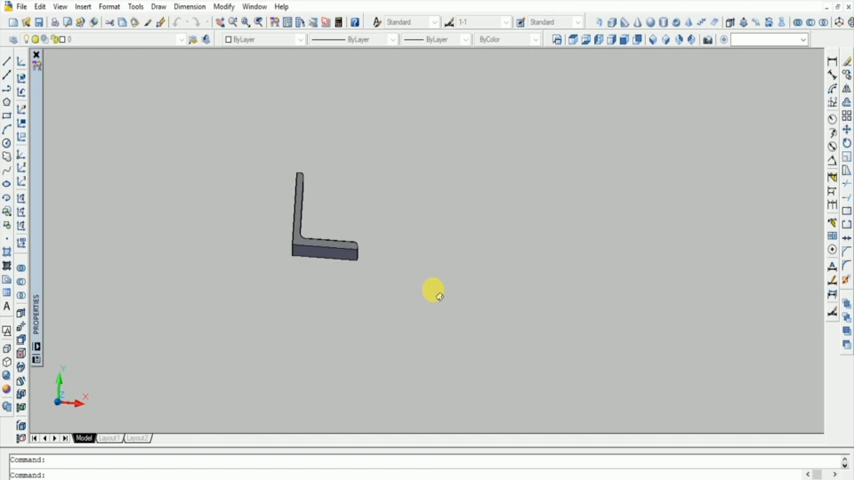 File Edit View Insert Format Tools Draw Dimension Modify Window Help
Standard 1-1 Standard
0 ByLayer ByLayer ByLayer ByColor
PROPERTIES
Y
X
Z
Model Layout1 Layout2
Command:
Command: